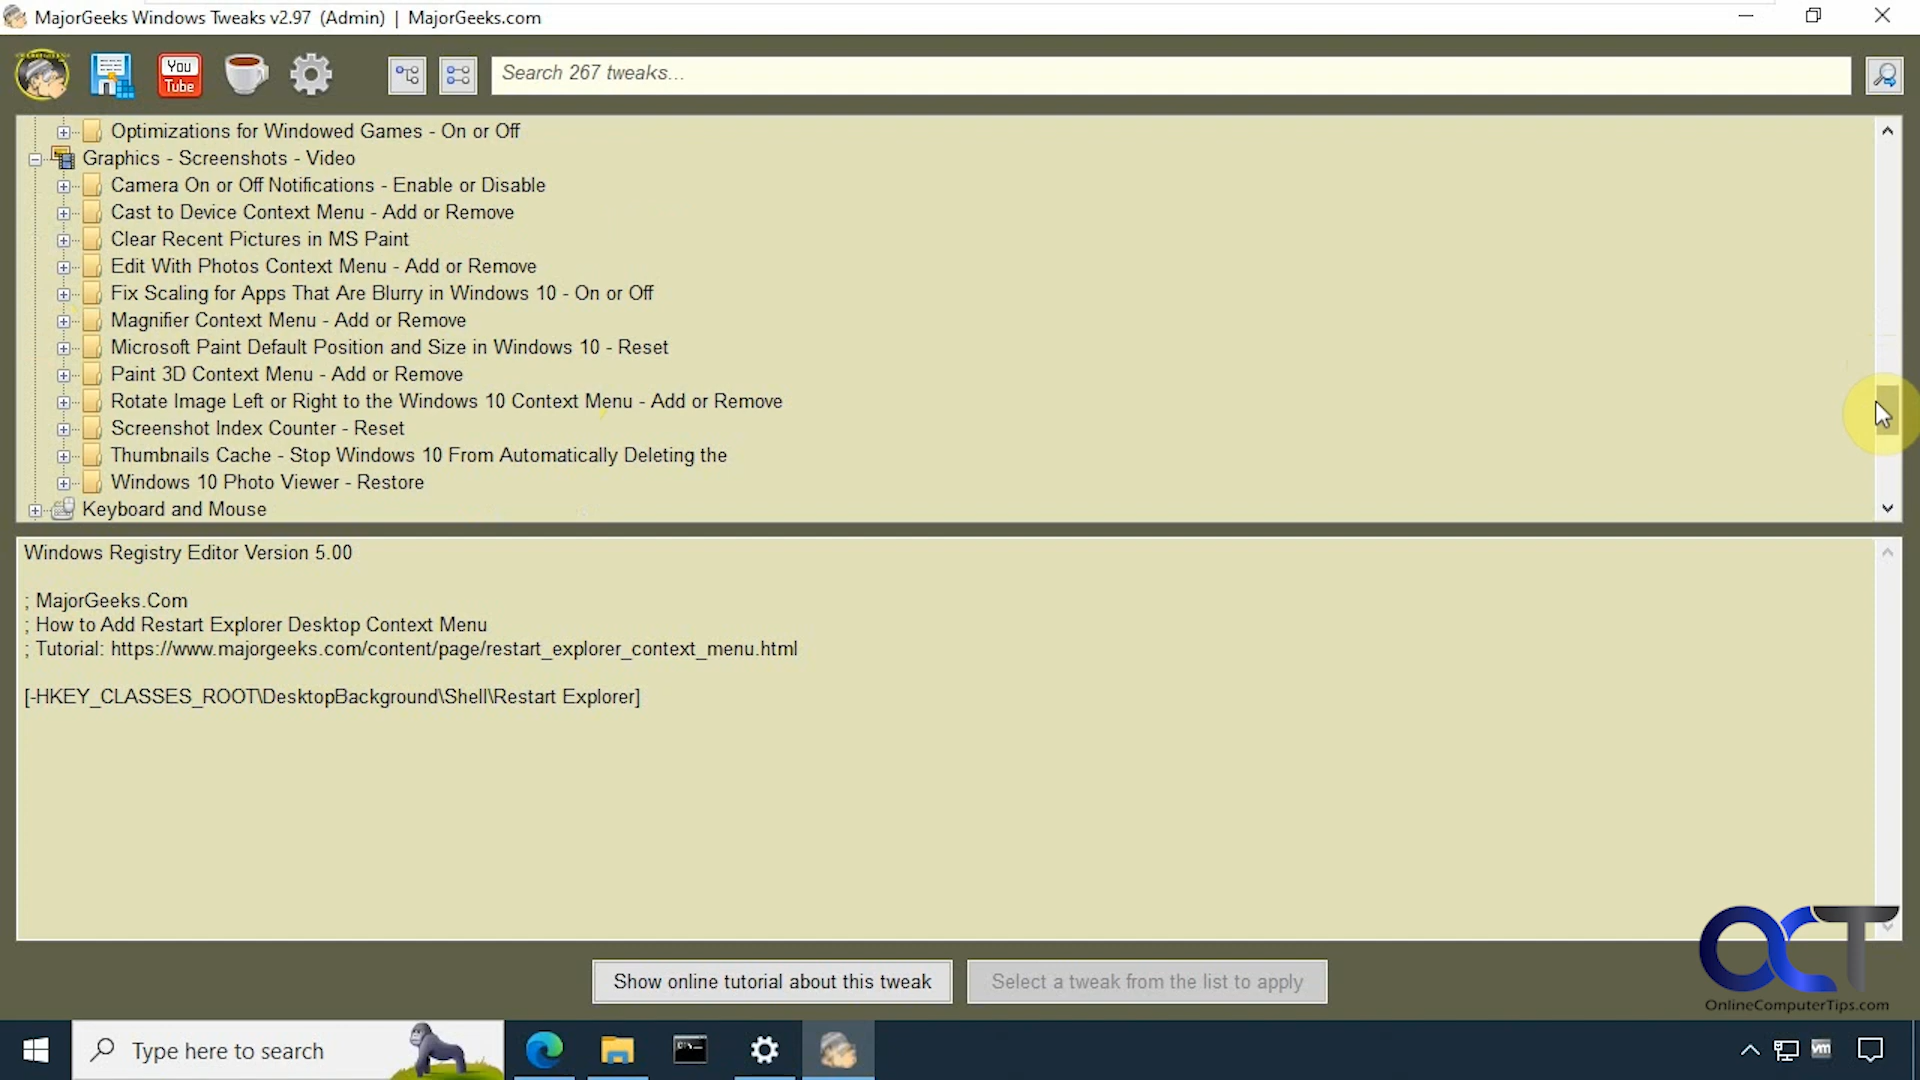 MajorGeeks Windows Tweaks v2.97 (Admin) | MajorGeeks.com
You
Tube
Search 267 tweaks...
Optimizations for Windowed Games - On or Off
Graphics - Screenshots - Video
Camera On or Off Notifications - Enable or Disable
Cast to Device Context Menu - Add or Remove
Clear Recent Pictures in MS Paint
Edit With Photos Context Menu - Add or Remove
Fix Scaling for Apps That Are Blurry in Windows 10 - On or Off
Magnifier Context Menu - Add or Remove
Microsoft Paint Default Position and Size in Windows 10 - Reset
Paint 3D Context Menu - Add or Remove
Rotate Image Left or Right to the Windows 10 Context Menu - Add or Remove
Screenshot Index Counter - Reset
Thumbnails Cache - Stop Windows 10 From Automatically Deleting the
Windows 10 Photo Viewer - Restore
Keyboard and Mouse
Windows Registry Editor Version 5.00
; MajorGeeks.Com
; How to Add Restart Explorer Desktop Context Menu
; Tutorial: https://www.majorgeeks.com/content/page/restart_explorer_context_menu.html
[-HKEY_CLASSES_ROOT\DesktopBackground\Shell\Restart Explorer]
Show online tutorial about this tweak
Select a tweak from the list to apply
OCT
OnlineComputerTips.com
Type here to search
vm